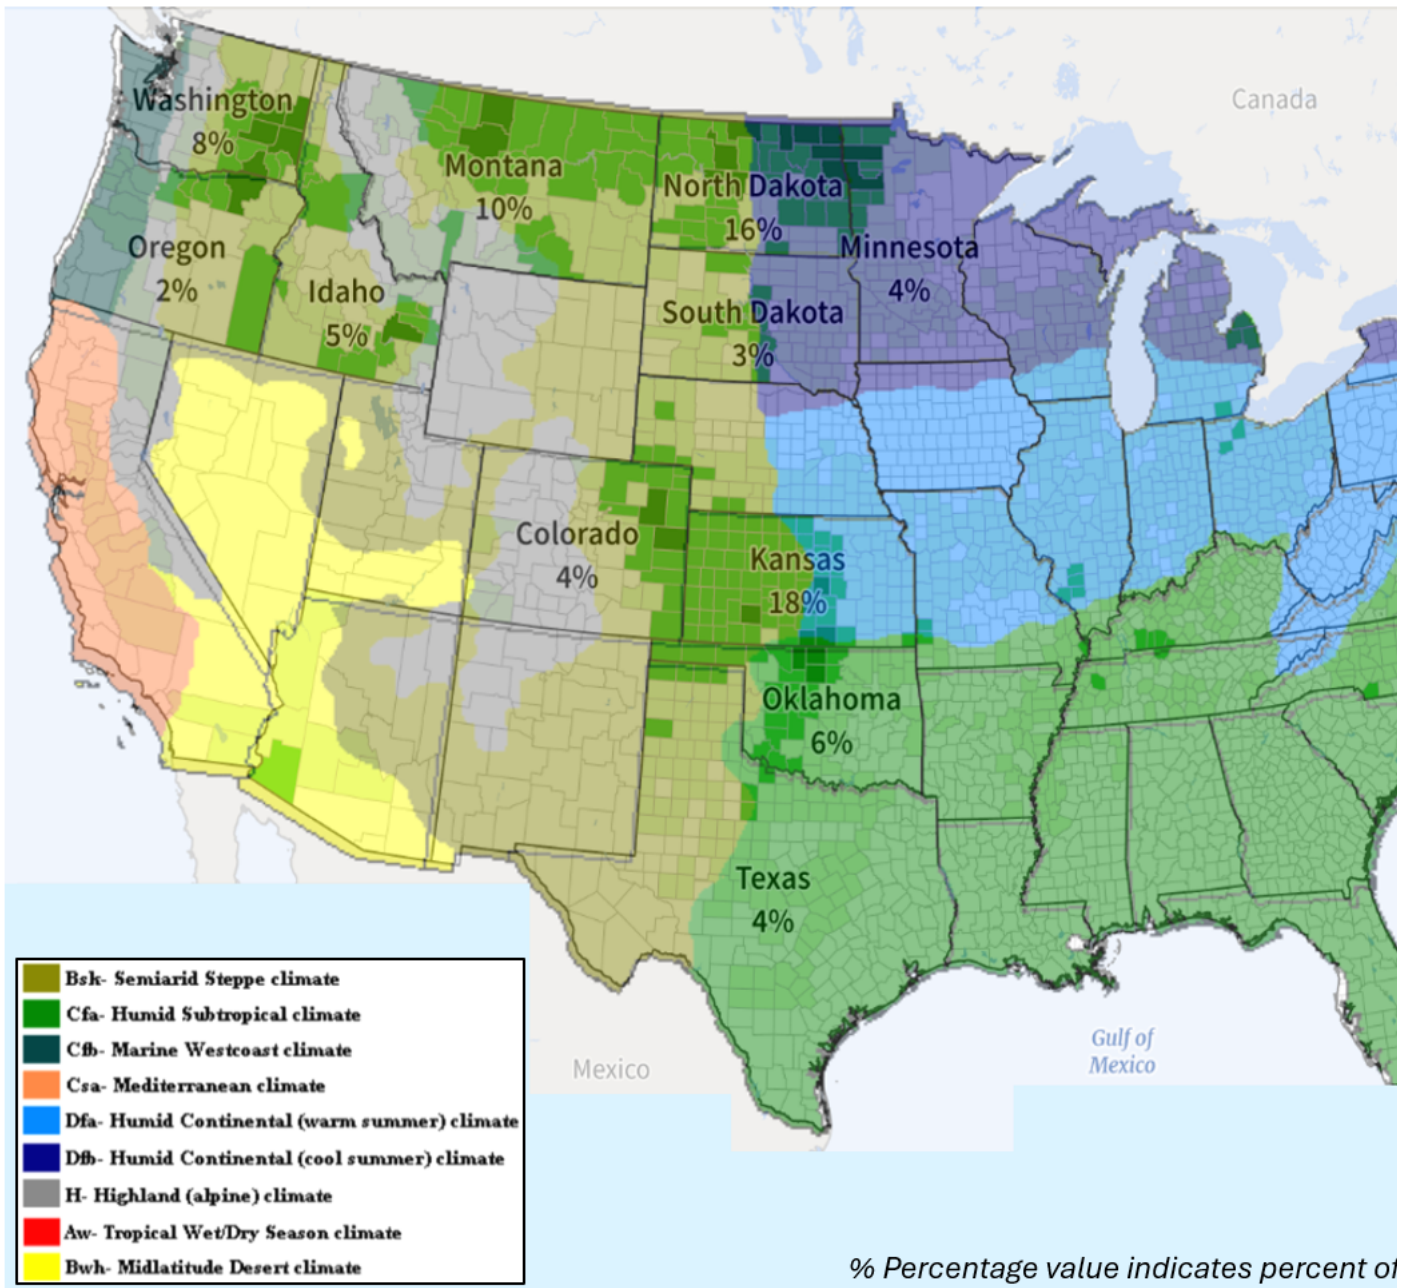 Canada
Washington
8%
Montana
10%
North Dakota
16%
Minnesota
4%
Oregon
2%
Idaho
5%
South Dakota
3%
Colorado
4%
Kansas
18%
Oklahoma
6%
Texas
4%
Mexico
Gulf of
Mexico
Bsk- Semiarid Steppe climate
Cfa- Humid Subtropical climate
Cfb- Marine Westcoast climate
Csa- Mediterranean climate
Dfa- Humid Continental (warm summer) climate
Dfb- Humid Continental (cool summer) climate
H- Highland (alpine) climate
Aw- Tropical Wet/Dry Season climate
Bwh- Midlatitude Desert climate
% Percentage value indicates percent of